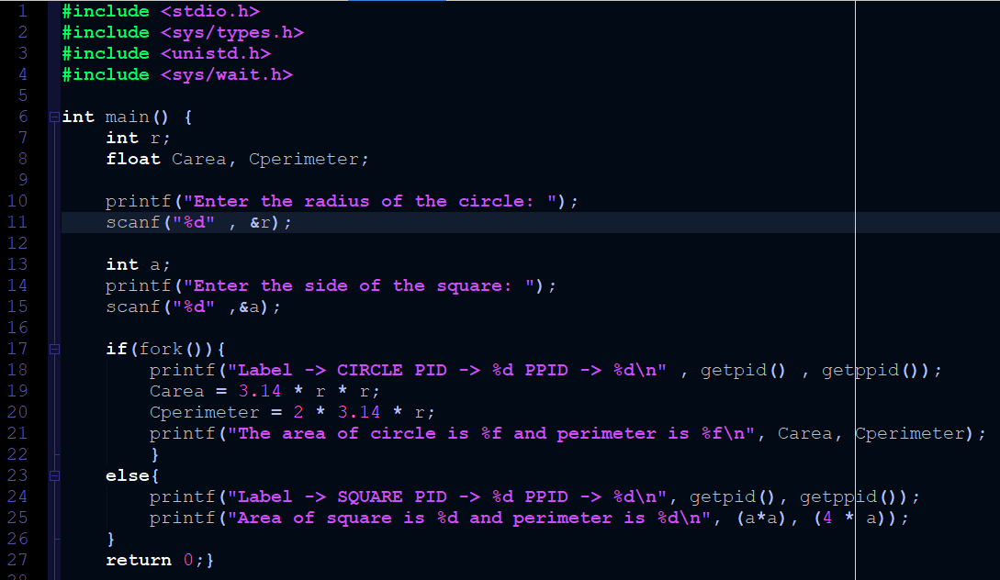 1 #include <stdio.h>
2 #include <sys/types.h>
3 #include <unistd.h>
4 #include <sys/wait.h>
5
6 int main() {
7     int r;
8     float Carea, Cperimeter;
9
10     printf("Enter the radius of the circle: ");
11     scanf("%d" , &r);
12
13     int a;
14     printf("Enter the side of the square: ");
15     scanf("%d" ,&a);
16
17     if(fork()){
18         printf("Label -> CIRCLE PID -> %d PPID -> %d\n" , getpid() , getppid());
19         Carea = 3.14 * r * r;
20         Cperimeter = 2 * 3.14 * r;
21         printf("The area of circle is %f and perimeter is %f\n", Carea, Cperimeter);
22         }
23     else{
24         printf("Label -> SQUARE PID -> %d PPID -> %d\n", getpid(), getppid());
25         printf("Area of square is %d and perimeter is %d\n", (a*a), (4 * a));
26     }
27     return 0;}
28